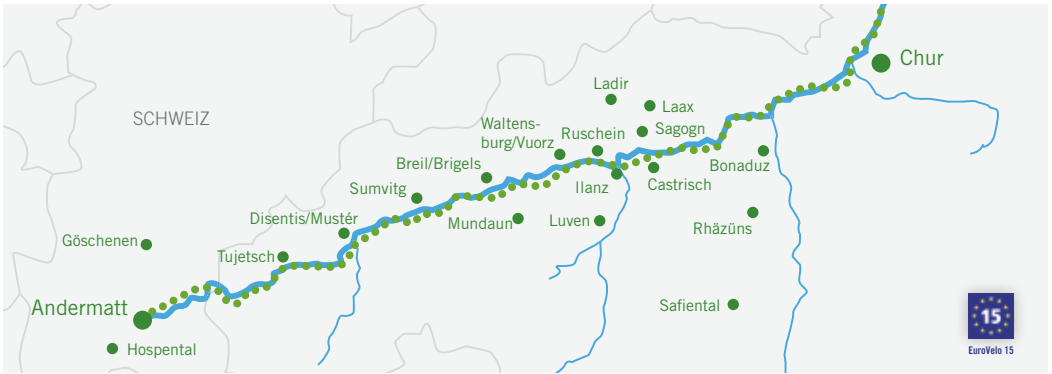 Chur
Ladir
Laax
SCHWEIZ
Waltens-
burg/Vuorz
Ruschein
Sagogn
Breil/Brigels
Bonaduz
Sumvitg
Ilanz
Castrisch
Disentis/Mustér
Mundaun
Luven
Rhäzüns
Göschenen
Tujetsch
Andermatt
Safiental
15
Hospental
EuroVelo 15